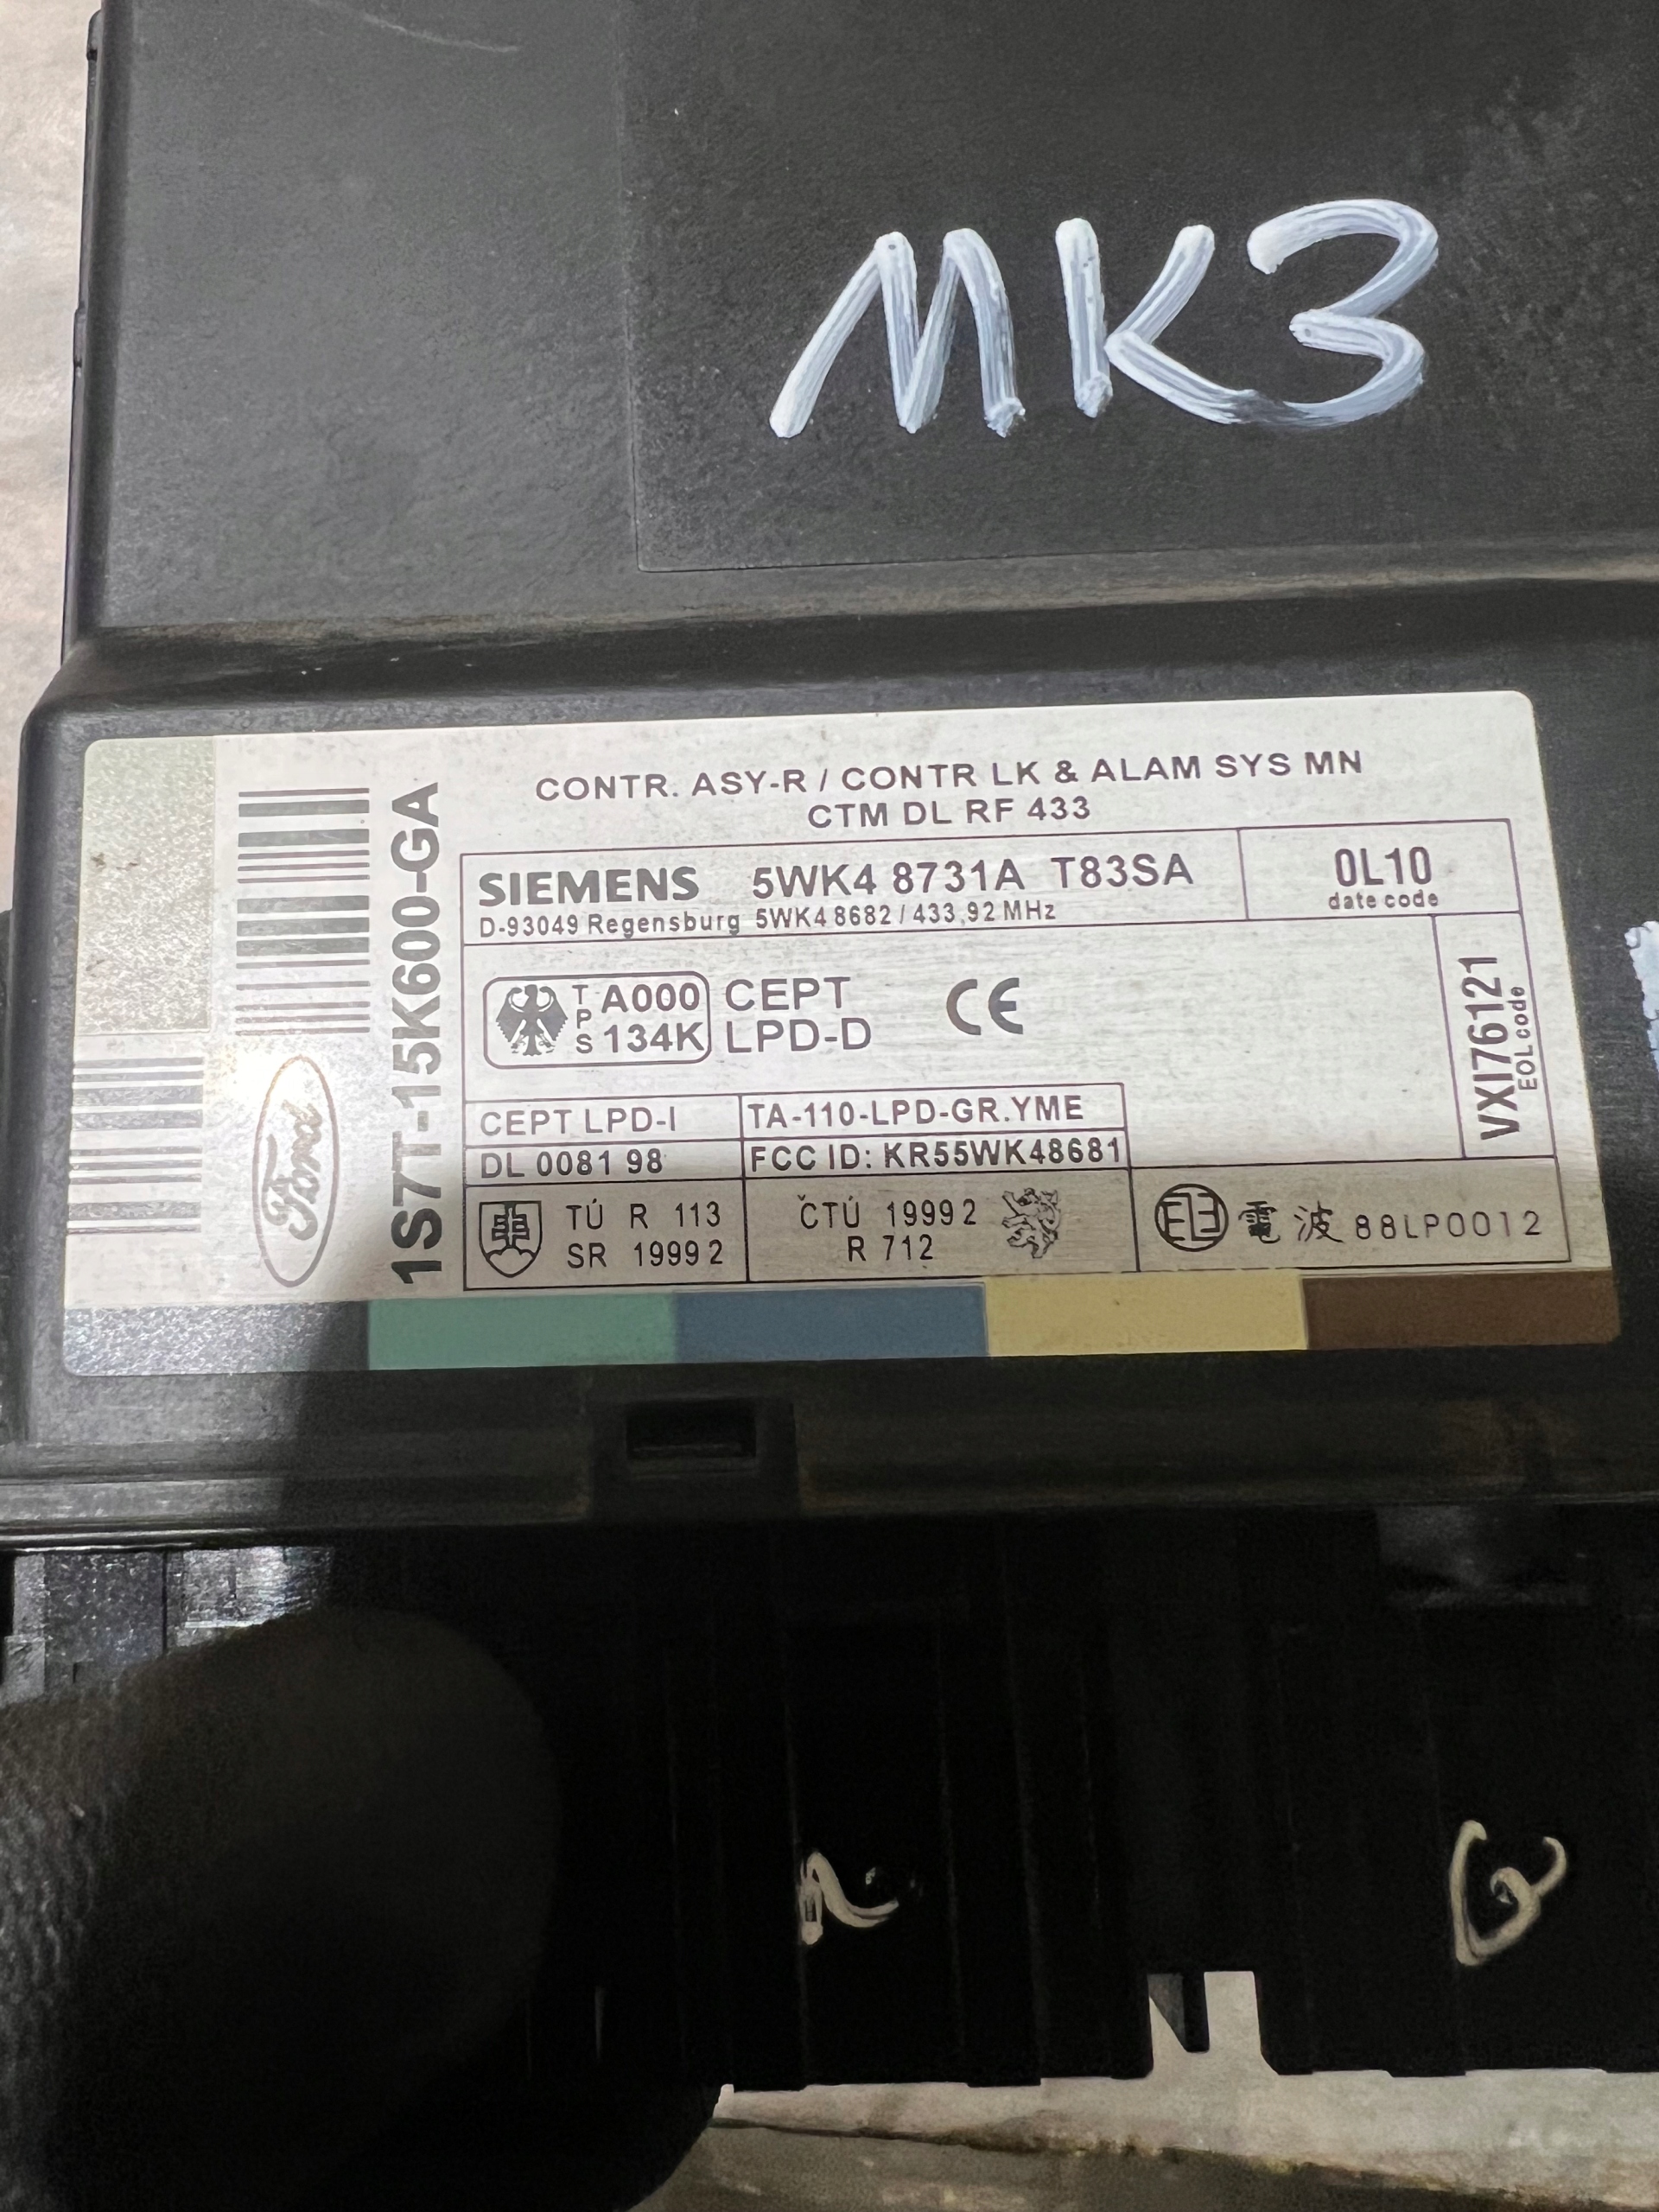 MK3
CONTR. ASY-R / CONTR LK & ALAM SYS MN
CTM DL RF 433
1S7T-15K600-GA
Ford
SIEMENS 5WK4 8731A T83SA
D-93049 Regensburg 5WK4 8682 / 433,92 MHz
0L10
date code
TPS A000
134K
CEPT
LPD-D
CE
VXI76121
EOL code
CEPT LPD-I
TA-110-LPD-GR.YME
DL 0081 98
FCC ID: KR55WK48681
TÚ R 113
SR 1999 2
ČTÚ 1999 2
R 712
電波 88LP0012